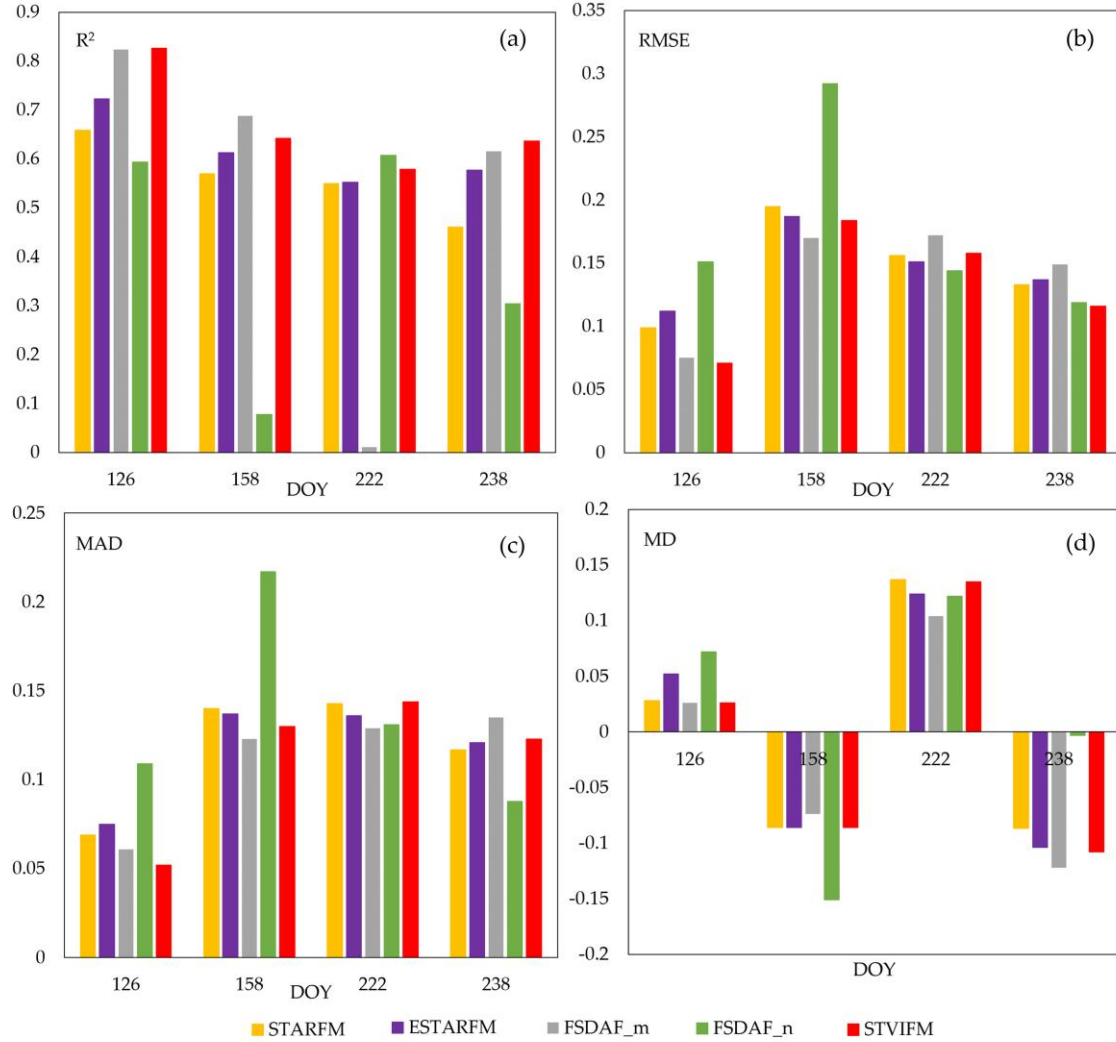 R²
(a)
0.9
0.8
0.7
0.6
0.5
0.4
0.3
0.2
0.1
0
126 158 222 238
DOY
RMSE
(b)
0.35
0.3
0.25
0.2
0.15
0.1
0.05
0
126 158 222 238
DOY
MAD
(c)
0.25
0.2
0.15
0.1
0.05
0
126 158 222 238
DOY
MD
(d)
0.2
0.15
0.1
0.05
0
-0.05
-0.1
-0.15
-0.2
126 158 222 238
DOY
STARFM ESTARFM FSDAF_m FSDAF_n STVIFM